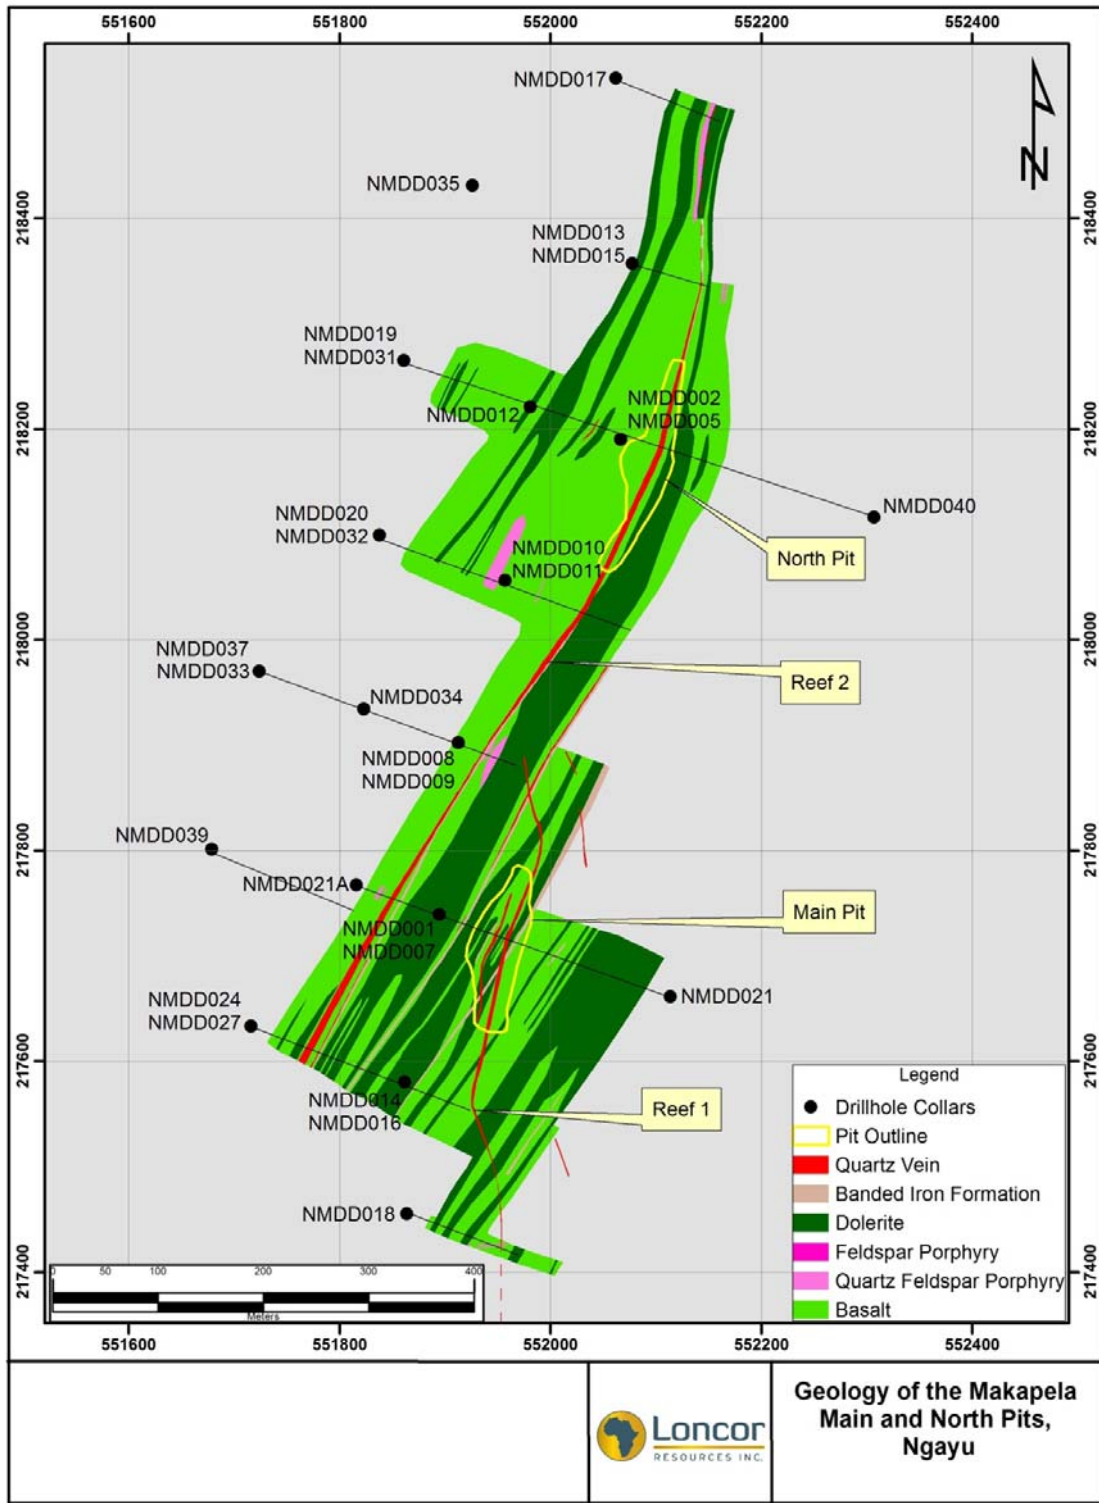 551600 551800 552000 552200 552400
NMDD017
N
NMDD035
218400 218400
NMDD013
NMDD015
NMDD019
NMDD031
NMDD002
NMDD012
NMDD005
218200 218200
NMDD040
NMDD020
NMDD032
NMDD010
NMDD011
North Pit
218000 218000
NMDD037
NMDD033
Reef 2
NMDD034
NMDD008
NMDD009
217800 217800
NMDD039
NMDD021A
Main Pit
NMDD001
NMDD007
NMDD021
NMDD024
NMDD027
217600 217600
NMDD014
NMDD016
Reef 1
NMDD018
217400 217400
0 50 100 200 300 400
Meters
Legend
Drillhole Collars
Pit Outline
Quartz Vein
Banded Iron Formation
Dolerite
Feldspar Porphyry
Quartz Feldspar Porphyry
Basalt
551600 551800 552000 552200 552400
Loncor
RESOURCES INC.
Geology of the Makapela
Main and North Pits,
Ngayu